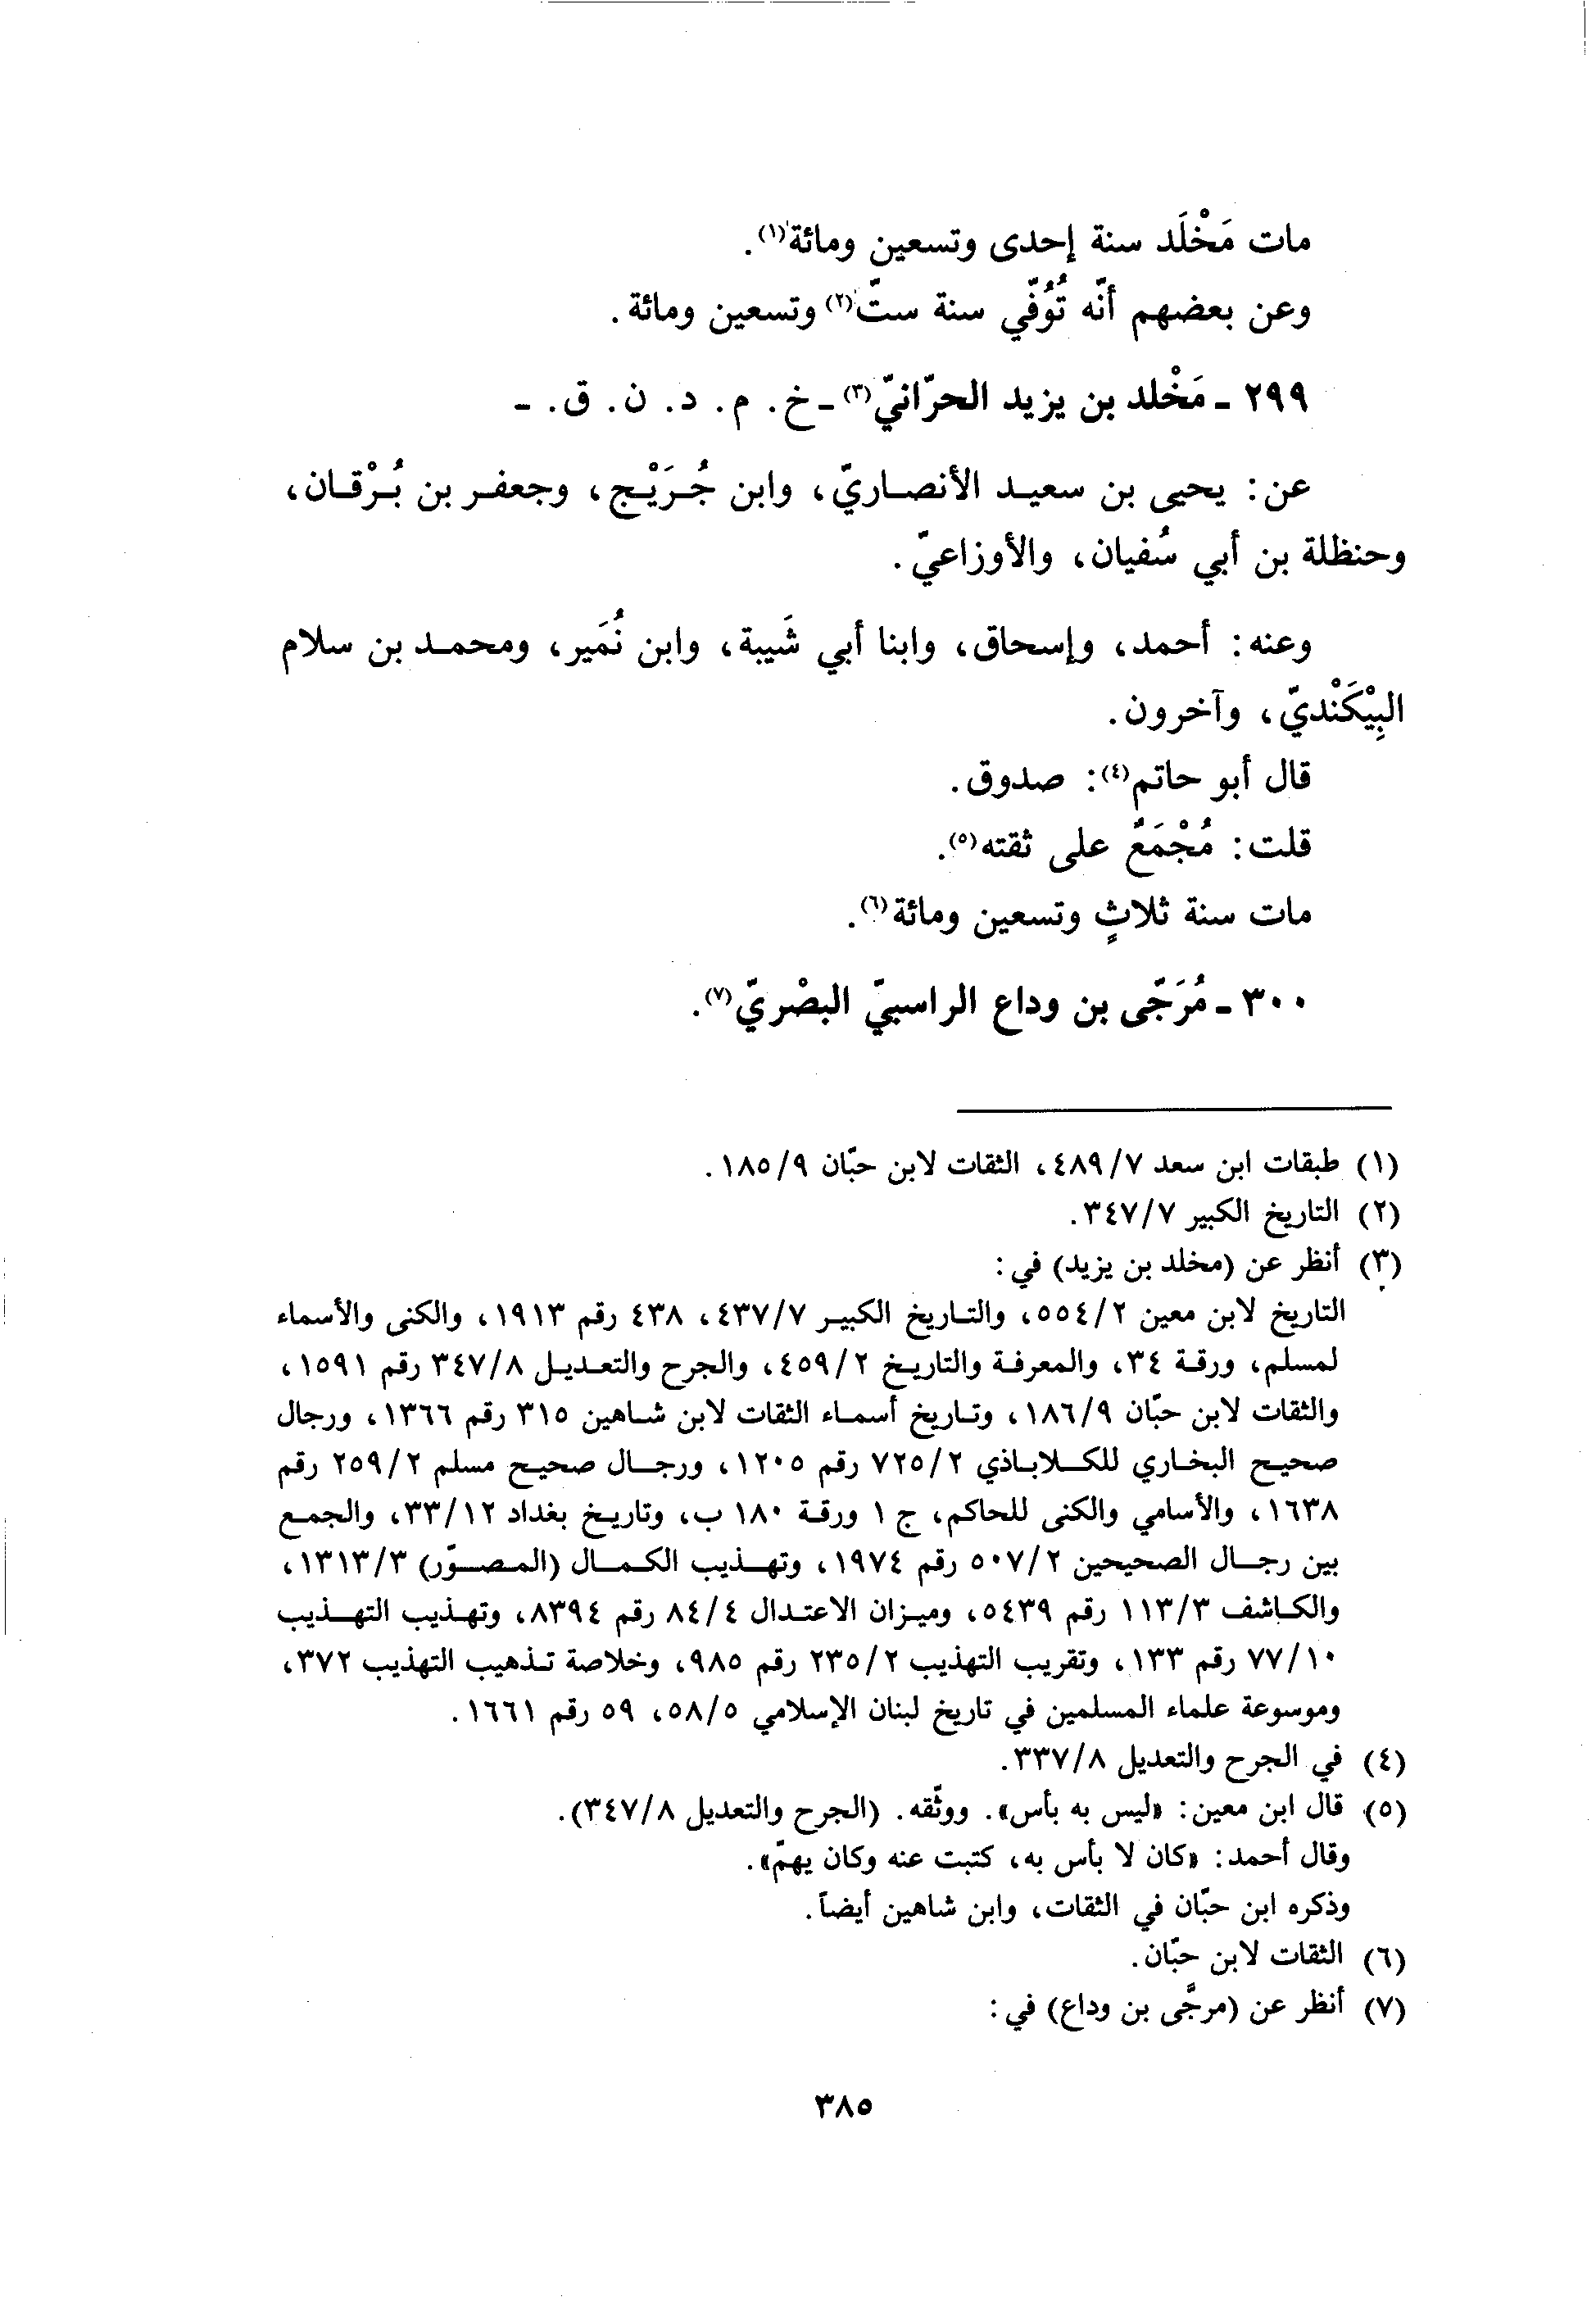 مات مَخْلَد سنة إحدى وتسعين ومائة(١).
وعن بعضهم أنّه تُوُفّي سنة ستّ(٢) وتسعين ومائة.
٢٩٩ - مَخْلد بن يزيد الحرّانيّ(٣) - خ. م. د. ن. ق. -
عن: يحيى بن سعيد الأنصاريّ، وابن جُرَيْج، وجعفر بن بُرْقان،
وحنظلة بن أبي سُفيان، والأوزاعيّ.
وعنه: أحمد، وإسحاق، وابنا أبي شَيبة، وابن نُمَير، ومحمد بن سلام
البِيْكَنْديّ، وآخرون.
قال أبو حاتم(٤): صدوق.
قلت: مُجْمَعٌ على ثقته(٥).
مات سنة ثلاثٍ وتسعين ومائة(٦).
٣٠٠ - مُرَجّى بن وداع الراسبيّ البصْريّ(٧).
(١) طبقات ابن سعد ٤٨٩/٧، الثقات لابن حبّان ١٨٥/٩.
(٢) التاريخ الكبير ٣٤٧/٧.
(٣) أنظر عن (مخلد بن يزيد) في:
التاريخ لابن معين ٥٥٤/٢، والتاريخ الكبير ٤٣٧/٧، ٤٣٨ رقم ١٩١٣، والكنى والأسماء
لمسلم، ورقة ٣٤، والمعرفة والتاريخ ٤٥٩/٢، والجرح والتعديل ٣٤٧/٨ رقم ١٥٩١،
والثقات لابن حبّان ١٨٦/٩، وتاريخ أسماء الثقات لابن شاهين ٣١٥ رقم ١٣٦٦، ورجال
صحيح البخاري للكلاباذي ٧٢٥/٢ رقم ١٢٠٥، ورجال صحيح مسلم ٢٥٩/٢ رقم
١٦٣٨، والأسامي والكنى للحاكم، ج ١ ورقة ١٨٠ ب، وتاريخ بغداد ٣٣/١٢، والجمع
بين رجال الصحيحين ٥٠٧/٢ رقم ١٩٧٤، وتهذيب الكمال (المصوّر) ١٣١٣/٣،
والكاشف ١١٣/٣ رقم ٥٤٣٩، وميزان الاعتدال ٨٤/٤ رقم ٨٣٩٤، وتهذيب التهذيب
٧٧/١٠ رقم ١٣٣، وتقريب التهذيب ٢٣٥/٢ رقم ٩٨٥، وخلاصة تذهيب التهذيب ٣٧٢،
وموسوعة علماء المسلمين في تاريخ لبنان الإسلامي ٥٨/٥، ٥٩ رقم ١٦٦١.
(٤) في الجرح والتعديل ٣٣٧/٨.
(٥) قال ابن معين: «ليس به بأس». ووثّقه. (الجرح والتعديل ٣٤٧/٨).
وقال أحمد: «كان لا بأس به، كتبت عنه وكان يهمّ».
وذكره ابن حبّان في الثقات، وابن شاهين أيضاً.
(٦) الثقات لابن حبّان.
(٧) أنظر عن (مرجَّى بن وداع) في:
٣٨٥